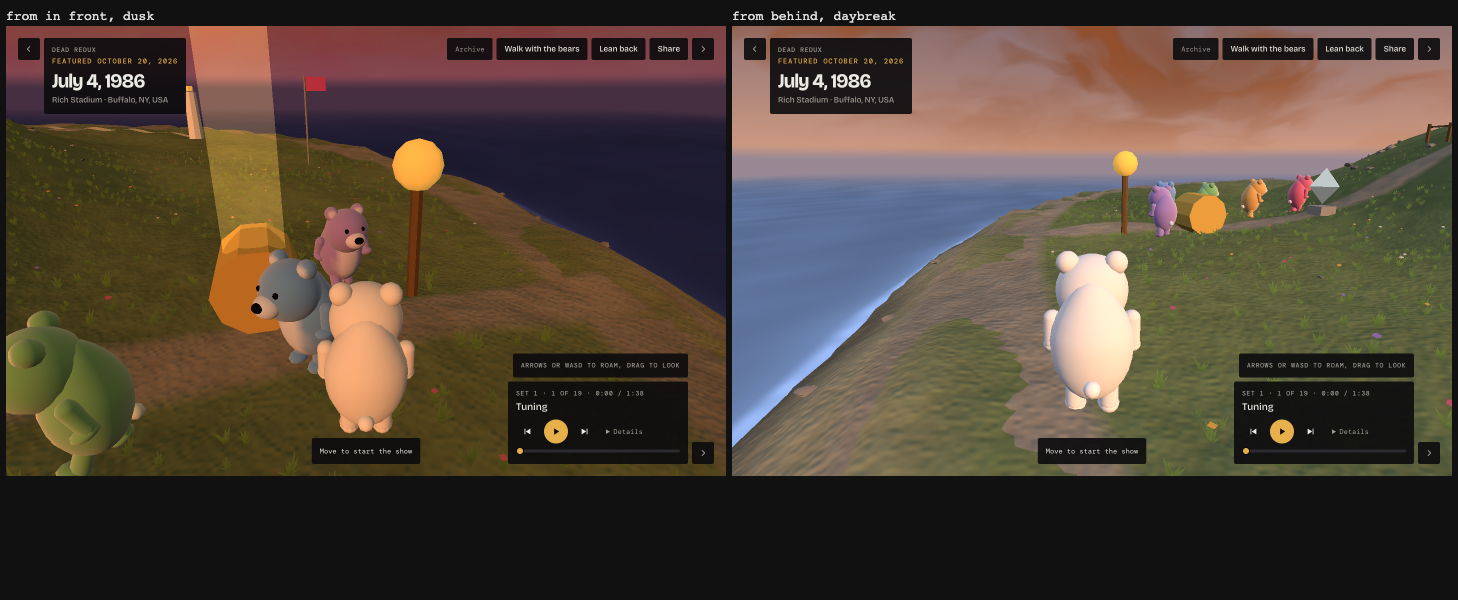 from in front, dusk
DEAD REDUX
FEATURED OCTOBER 20, 2026
July 4, 1986
Rich Stadium · Buffalo, NY, USA
Archive
Walk with the bears
Lean back
Share
ARROWS OR WASD TO ROAM, DRAG TO LOOK
SET 1 · 1 OF 19 · 0:00 / 1:38
Tuning
Details
Move to start the show
from behind, daybreak
DEAD REDUX
FEATURED OCTOBER 20, 2026
July 4, 1986
Rich Stadium · Buffalo, NY, USA
Archive
Walk with the bears
Lean back
Share
ARROWS OR WASD TO ROAM, DRAG TO LOOK
SET 1 · 1 OF 19 · 0:00 / 1:38
Tuning
Details
Move to start the show